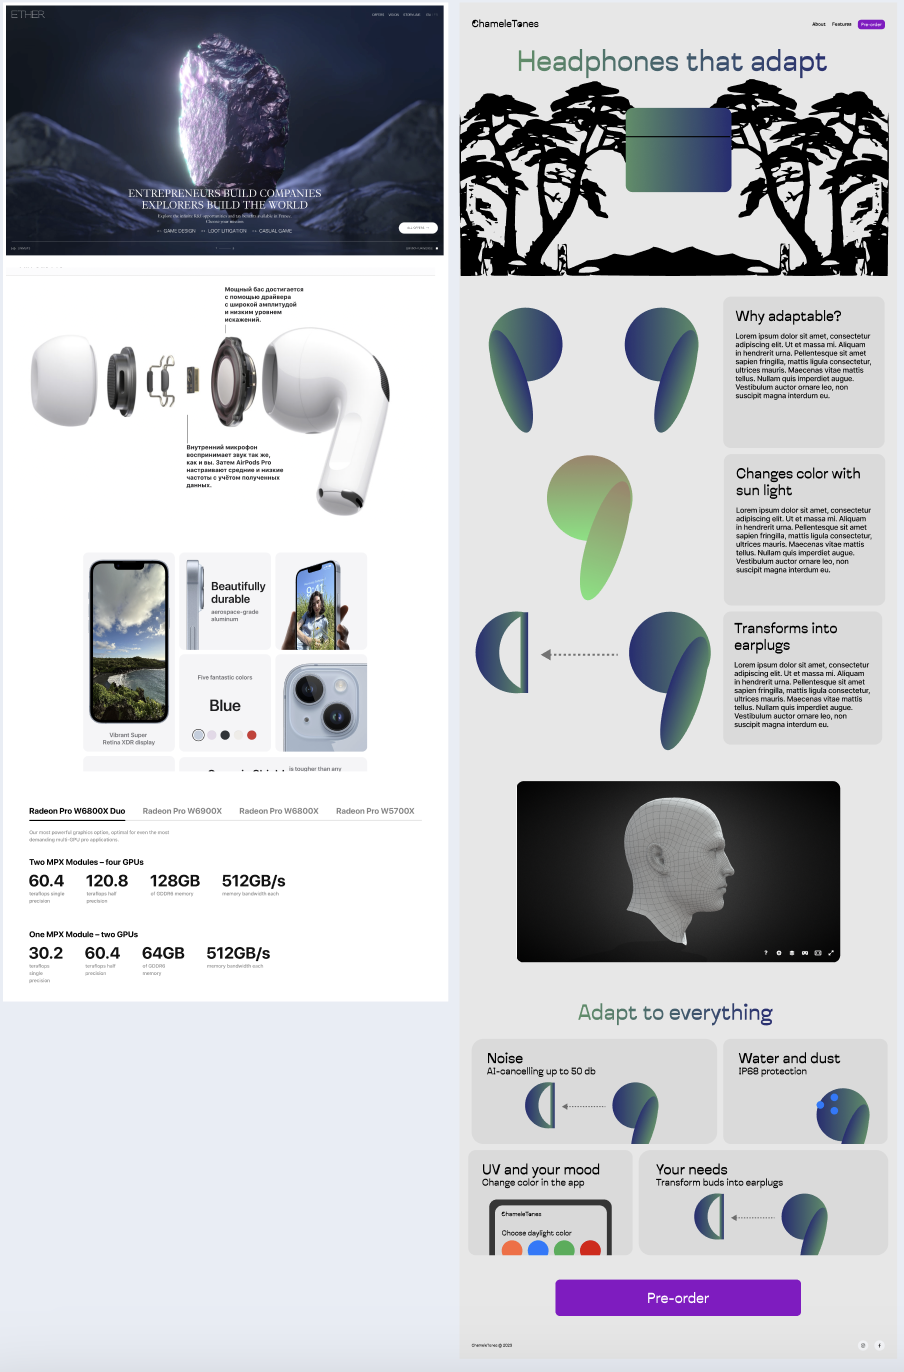 ETHER
ENTREPRENEURS BUILD COMPANIES
EXPLORERS BUILD THE WORLD
Explore the infinite
Choose your mission
GAME DESIGN
LOOT LITIGATION
CASUAL GAME
ALL OFFERS
Мощный бас достигается
с помощью драйвера
с широкой амплитудой
и низким уровнем
искажений.
Внутренний микрофон
воспринимает звук так же,
как и вы. Затем AirPods Pro
настраивают средние и низкие
частоты с учётом полученных
данных.
9:41
Beautifully
durable
aerospace-grade
aluminum
Vibrant Super
Retina XDR display
Five fantastic colors
Blue
is tougher than any
Radeon Pro W6800X Duo
Radeon Pro W6900X
Radeon Pro W6800X
Radeon Pro W5700X
Our most powerful graphics option, optimal for even the most
demanding multi-GPU pro applications.
Two MPX Modules – four GPUs
60.4
teraflops single
precision
120.8
teraflops half
precision
128GB
of GDDR6 memory
512GB/s
memory bandwidth each
One MPX Module – two GPUs
30.2
teraflops
single
precision
60.4
teraflops half
precision
64GB
of GDDR6
memory
512GB/s
memory bandwidth each
ChameleTones
About
Features
Pre-order
Headphones that adapt
Why adaptable?
Lorem ipsum dolor sit amet, consectetur
adipiscing elit. Ut et massa mi. Aliquam
in hendrerit urna. Pellentesque sit amet
sapien fringilla, mattis ligula consectetur,
ultrices mauris. Maecenas vitae mattis
tellus. Nullam quis imperdiet augue.
Vestibulum auctor ornare leo, non
suscipit magna interdum eu.
Changes color with
sun light
Lorem ipsum dolor sit amet, consectetur
adipiscing elit. Ut et massa mi. Aliquam
in hendrerit urna. Pellentesque sit amet
sapien fringilla, mattis ligula consectetur,
ultrices mauris. Maecenas vitae mattis
tellus. Nullam quis imperdiet augue.
Vestibulum auctor ornare leo, non
suscipit magna interdum eu.
Transforms into
earplugs
Lorem ipsum dolor sit amet, consectetur
adipiscing elit. Ut et massa mi. Aliquam
in hendrerit urna. Pellentesque sit amet
sapien fringilla, mattis ligula consectetur,
ultrices mauris. Maecenas vitae mattis
tellus. Nullam quis imperdiet augue.
Vestibulum auctor ornare leo, non
suscipit magna interdum eu.
Adapt to everything
Noise
AI-cancelling up to 50 db
Water and dust
IP68 protection
UV and your mood
Change color in the app
ChameleTones
Choose daylight color
Your needs
Transform buds into earplugs
Pre-order
ChameleTones @ 2023